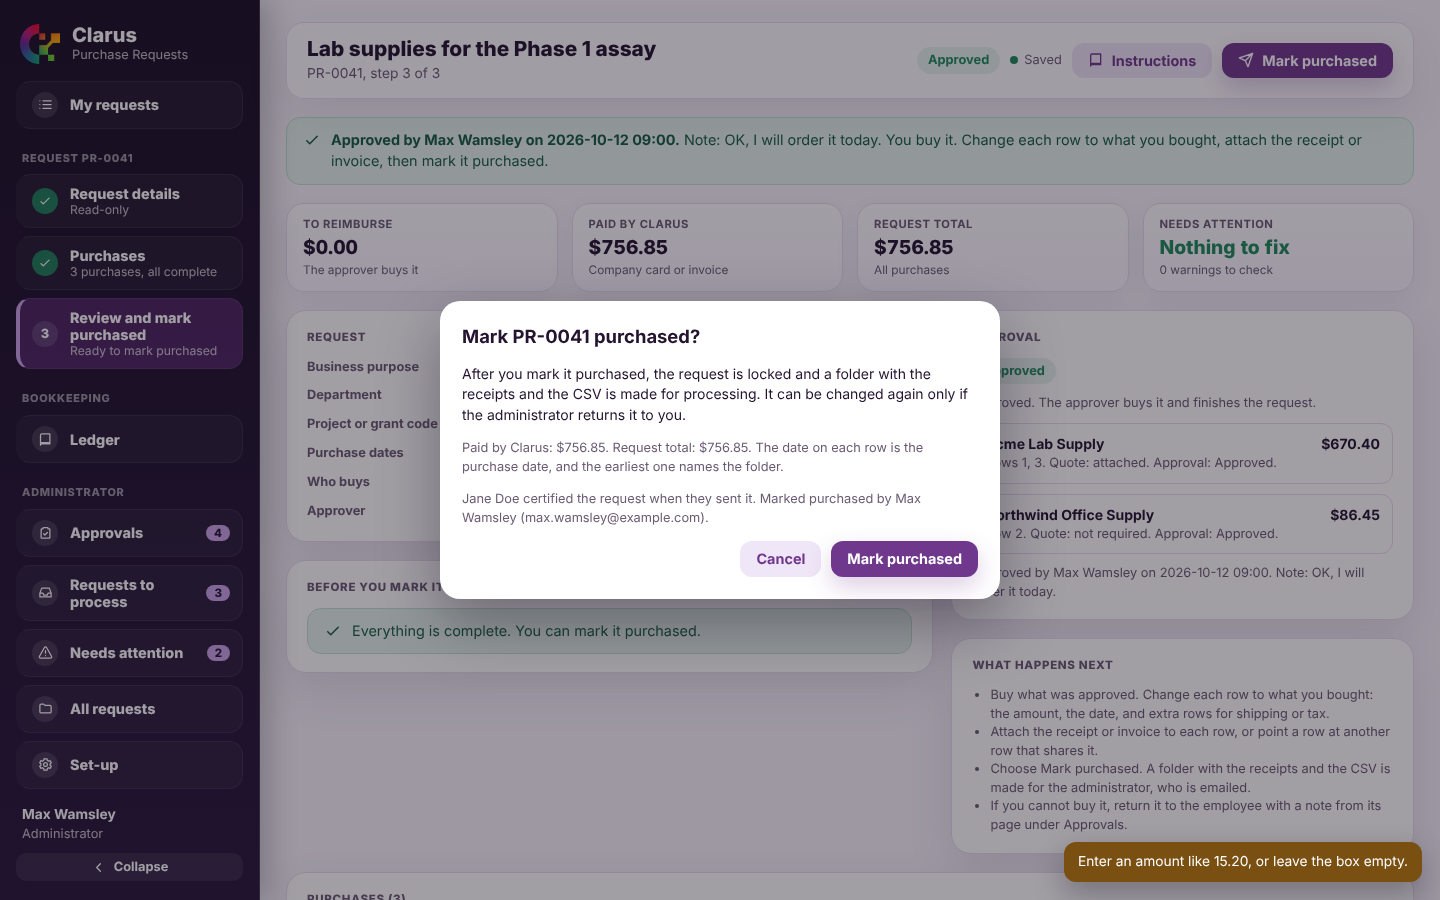 Clarus
Purchase Requests
My requests
REQUEST PR-0041
Request details
Read-only
Purchases
3 purchases, all complete
3
Review and mark
purchased
Ready to mark purchased
BOOKKEEPING
Ledger
ADMINISTRATOR
Approvals
4
Requests to
process
3
Needs attention
2
All requests
Set-up
Max Wamsley
Administrator
Collapse
Lab supplies for the Phase 1 assay
PR-0041, step 3 of 3
Approved
Saved
Instructions
Mark purchased
Approved by Max Wamsley on 2026-10-12 09:00. Note: OK, I will order it today. You buy it. Change each row to what you bought, attach the receipt or
invoice, then mark it purchased.
TO REIMBURSE
$0.00
The approver buys it
PAID BY CLARUS
$756.85
Company card or invoice
REQUEST TOTAL
$756.85
All purchases
NEEDS ATTENTION
Nothing to fix
0 warnings to check
REQUEST
Business purpose
Department
Project or grant code
Purchase dates
Who buys
Approver
Mark PR-0041 purchased?
After you mark it purchased, the request is locked and a folder with the
receipts and the CSV is made for processing. It can be changed again only if
the administrator returns it to you.
Paid by Clarus: $756.85. Request total: $756.85. The date on each row is the
purchase date, and the earliest one names the folder.
Jane Doe certified the request when they sent it. Marked purchased by Max
Wamsley (max.wamsley@example.com).
Cancel
Mark purchased
BEFORE YOU MARK IT
Everything is complete. You can mark it purchased.
The approver buys it and finishes the request.
Lab Supply
$670.40
1, 3. Quote: attached. Approval: Approved.
Office Supply
$86.45
2. Quote: not required. Approval: Approved.
by Max Wamsley on 2026-10-12 09:00. Note: OK, I will
it today.
WHAT HAPPENS NEXT
Buy what was approved. Change each row to what you bought:
the amount, the date, and extra rows for shipping or tax.
Attach the receipt or invoice to each row, or point a row at another
row that shares it.
Choose Mark purchased. A folder with the receipts and the CSV is
made for the administrator, who is emailed.
If you cannot buy it, return it to the employee with a note from its
page under Approvals.
Enter an amount like 15.20, or leave the box empty.
PURCHASES (3)